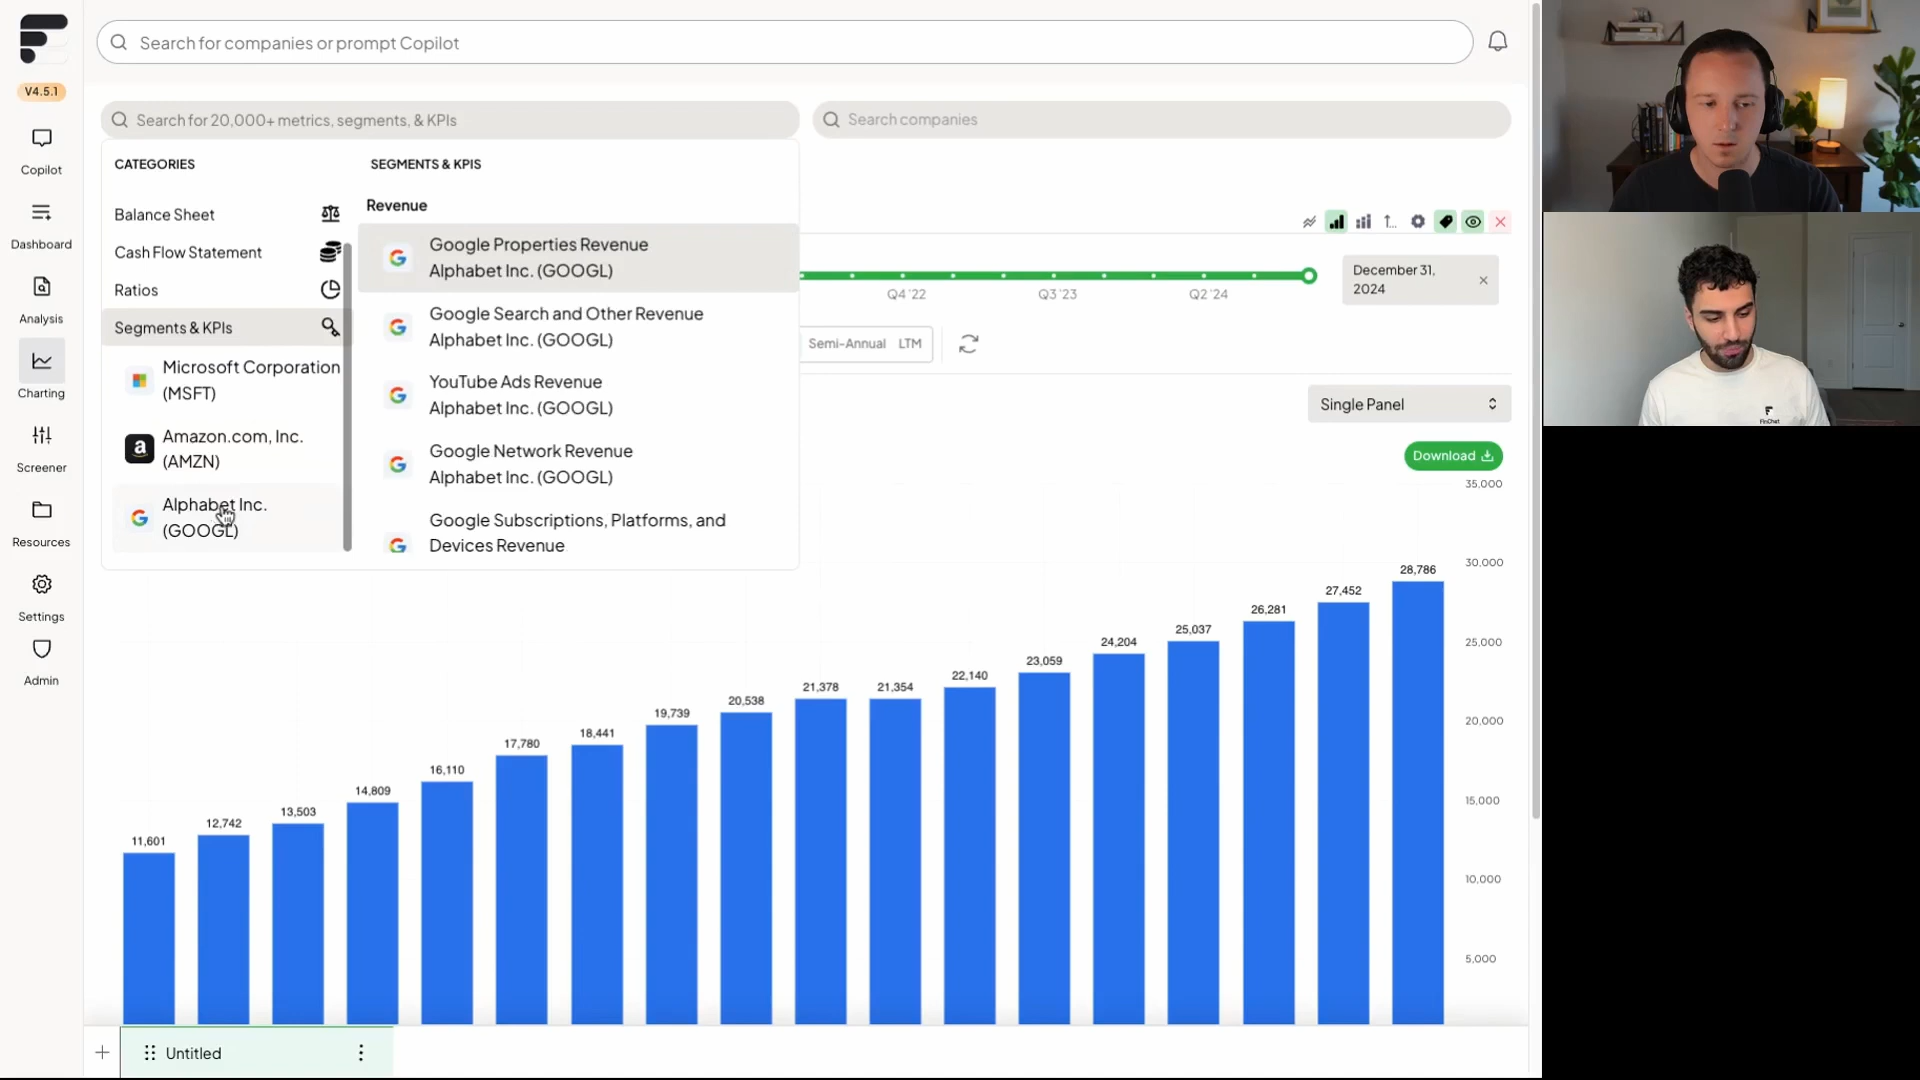 Search for companies or prompt Copilot
V4.5.1
Copilot
Dashboard
Analysis
Charting
Screener
Resources
Settings
Admin
Search for 20,000+ metrics, segments, & KPIs
Search companies
CATEGORIES
Balance Sheet
Cash Flow Statement
Ratios
Segments & KPIs
Microsoft Corporation
(MSFT)
Amazon.com, Inc.
(AMZN)
Alphabet Inc.
(GOOGL)
SEGMENTS & KPIS
Revenue
Google Properties Revenue
Alphabet Inc. (GOOGL)
Google Search and Other Revenue
Alphabet Inc. (GOOGL)
YouTube Ads Revenue
Alphabet Inc. (GOOGL)
Google Network Revenue
Alphabet Inc. (GOOGL)
Google Subscriptions, Platforms, and
Devices Revenue
Q4 '22
Q3 '23
Q2 '24
December 31,
2024
Semi-Annual LTM
Single Panel
Download
35,000
30,000
25,000
20,000
15,000
10,000
5,000
11,601
12,742
13,503
14,809
16,110
17,780
18,441
19,739
20,538
21,378
21,354
22,140
23,059
24,204
25,037
26,281
27,452
28,786
Untitled
FinChat